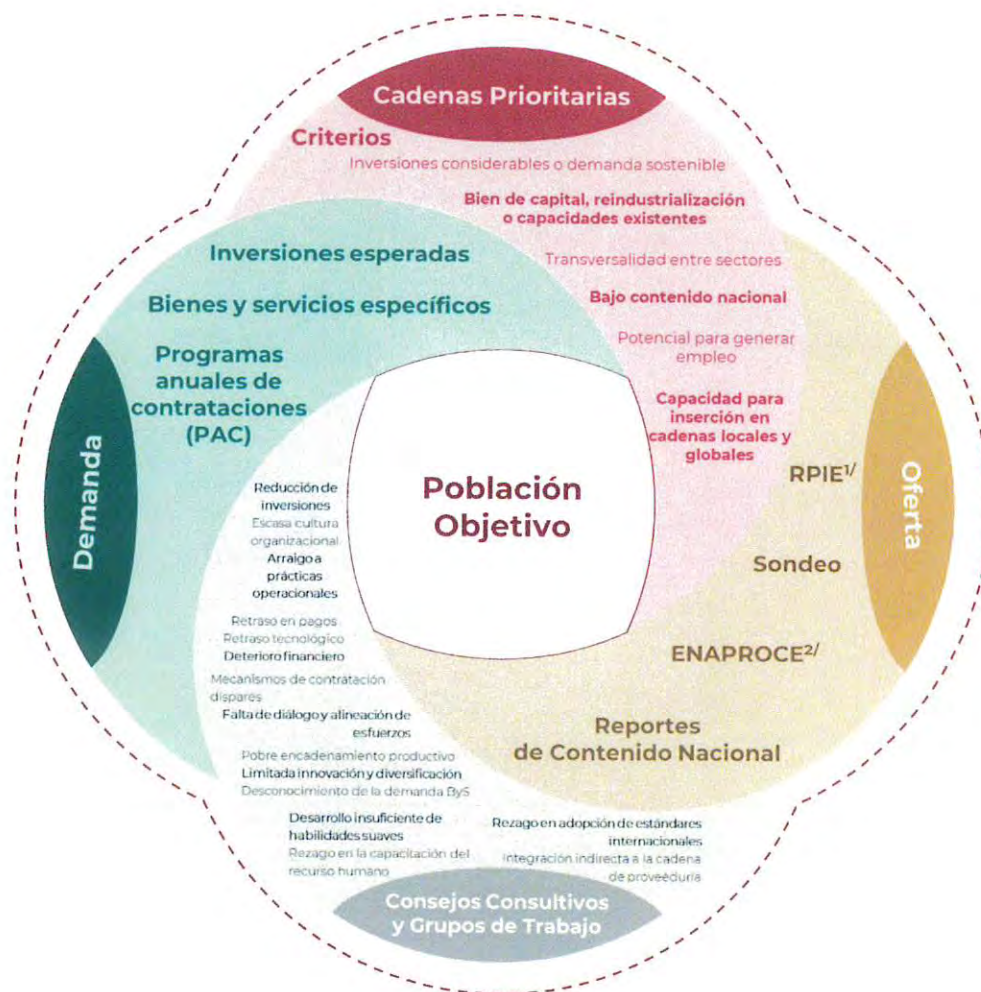 Cadenas Prioritarias
Criterios
Inversiones considerables o demanda sostenible
Bien de capital, reindustrialización
o capacidades existentes
Transversalidad entre sectores
Bajo contenido nacional
Potencial para generar
empleo
Capacidad para
inserción en
cadenas locales y
globales
Inversiones esperadas
Bienes y servicios específicos
Programas
anuales de
contrataciones
(PAC)
Demanda
Población
Objetivo
RPIE¹/
Oferta
Sondeo
ENAPROCE²/
Reportes
de Contenido Nacional
Reducción de
inversiones
Escasa cultura
organizacional
Arraigo a
prácticas
operacionales
Retraso en pagos
Retraso tecnológico
Deterioro financiero
Mecanismos de contratación
dispares
Falta de diálogo y alineación de
esfuerzos
Pobre encadenamiento productivo
Limitada innovación y diversificación
Desconocimiento de la demanda ByS
Desarrollo insuficiente de
habilidades suaves
Rezago en la capacitación del
recurso humano
Rezago en adopción de estándares
internacionales
Integración indirecta a la cadena
de proveeduría
Consejos Consultivos
y Grupos de Trabajo